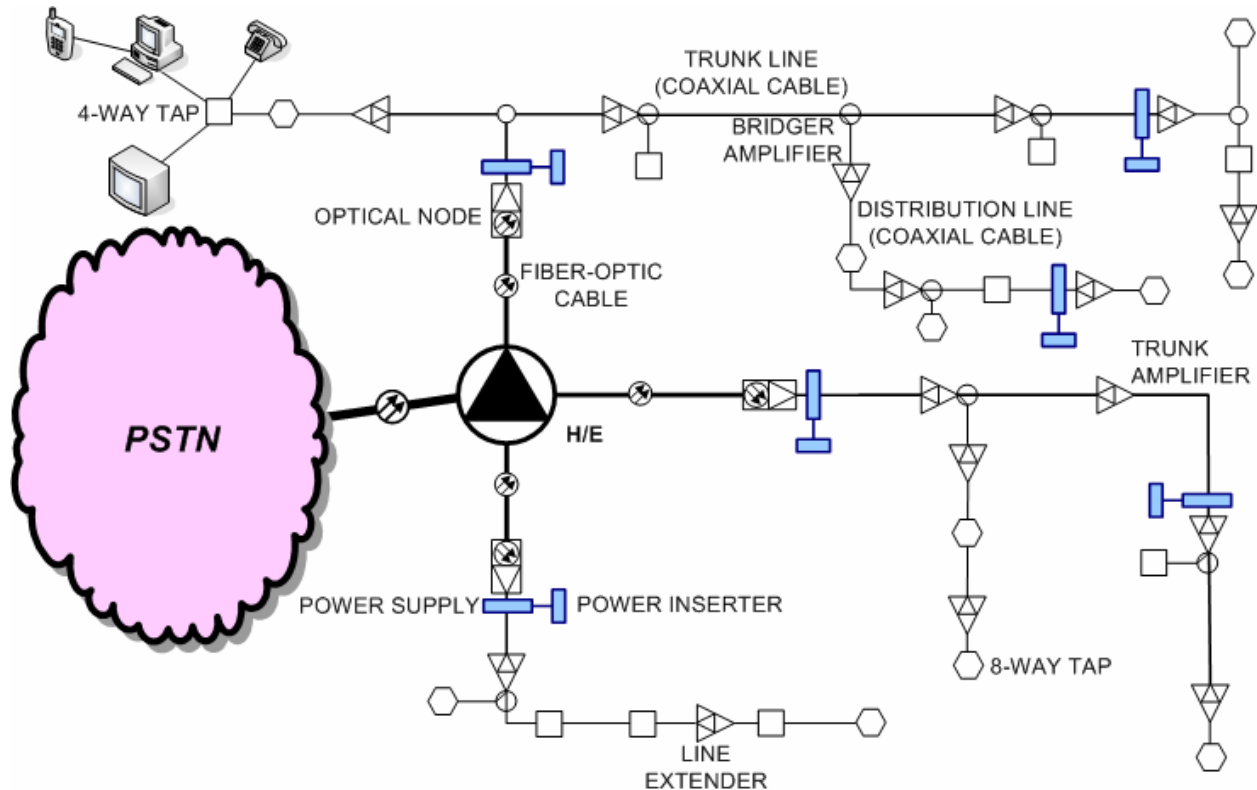 TRUNK LINE
(COAXIAL CABLE)
4-WAY TAP
BRIDGER
AMPLIFIER
OPTICAL NODE
DISTRIBUTION LINE
(COAXIAL CABLE)
FIBER-OPTIC
CABLE
TRUNK
AMPLIFIER
PSTN
H/E
POWER SUPPLY
POWER INSERTER
8-WAY TAP
LINE
EXTENDER